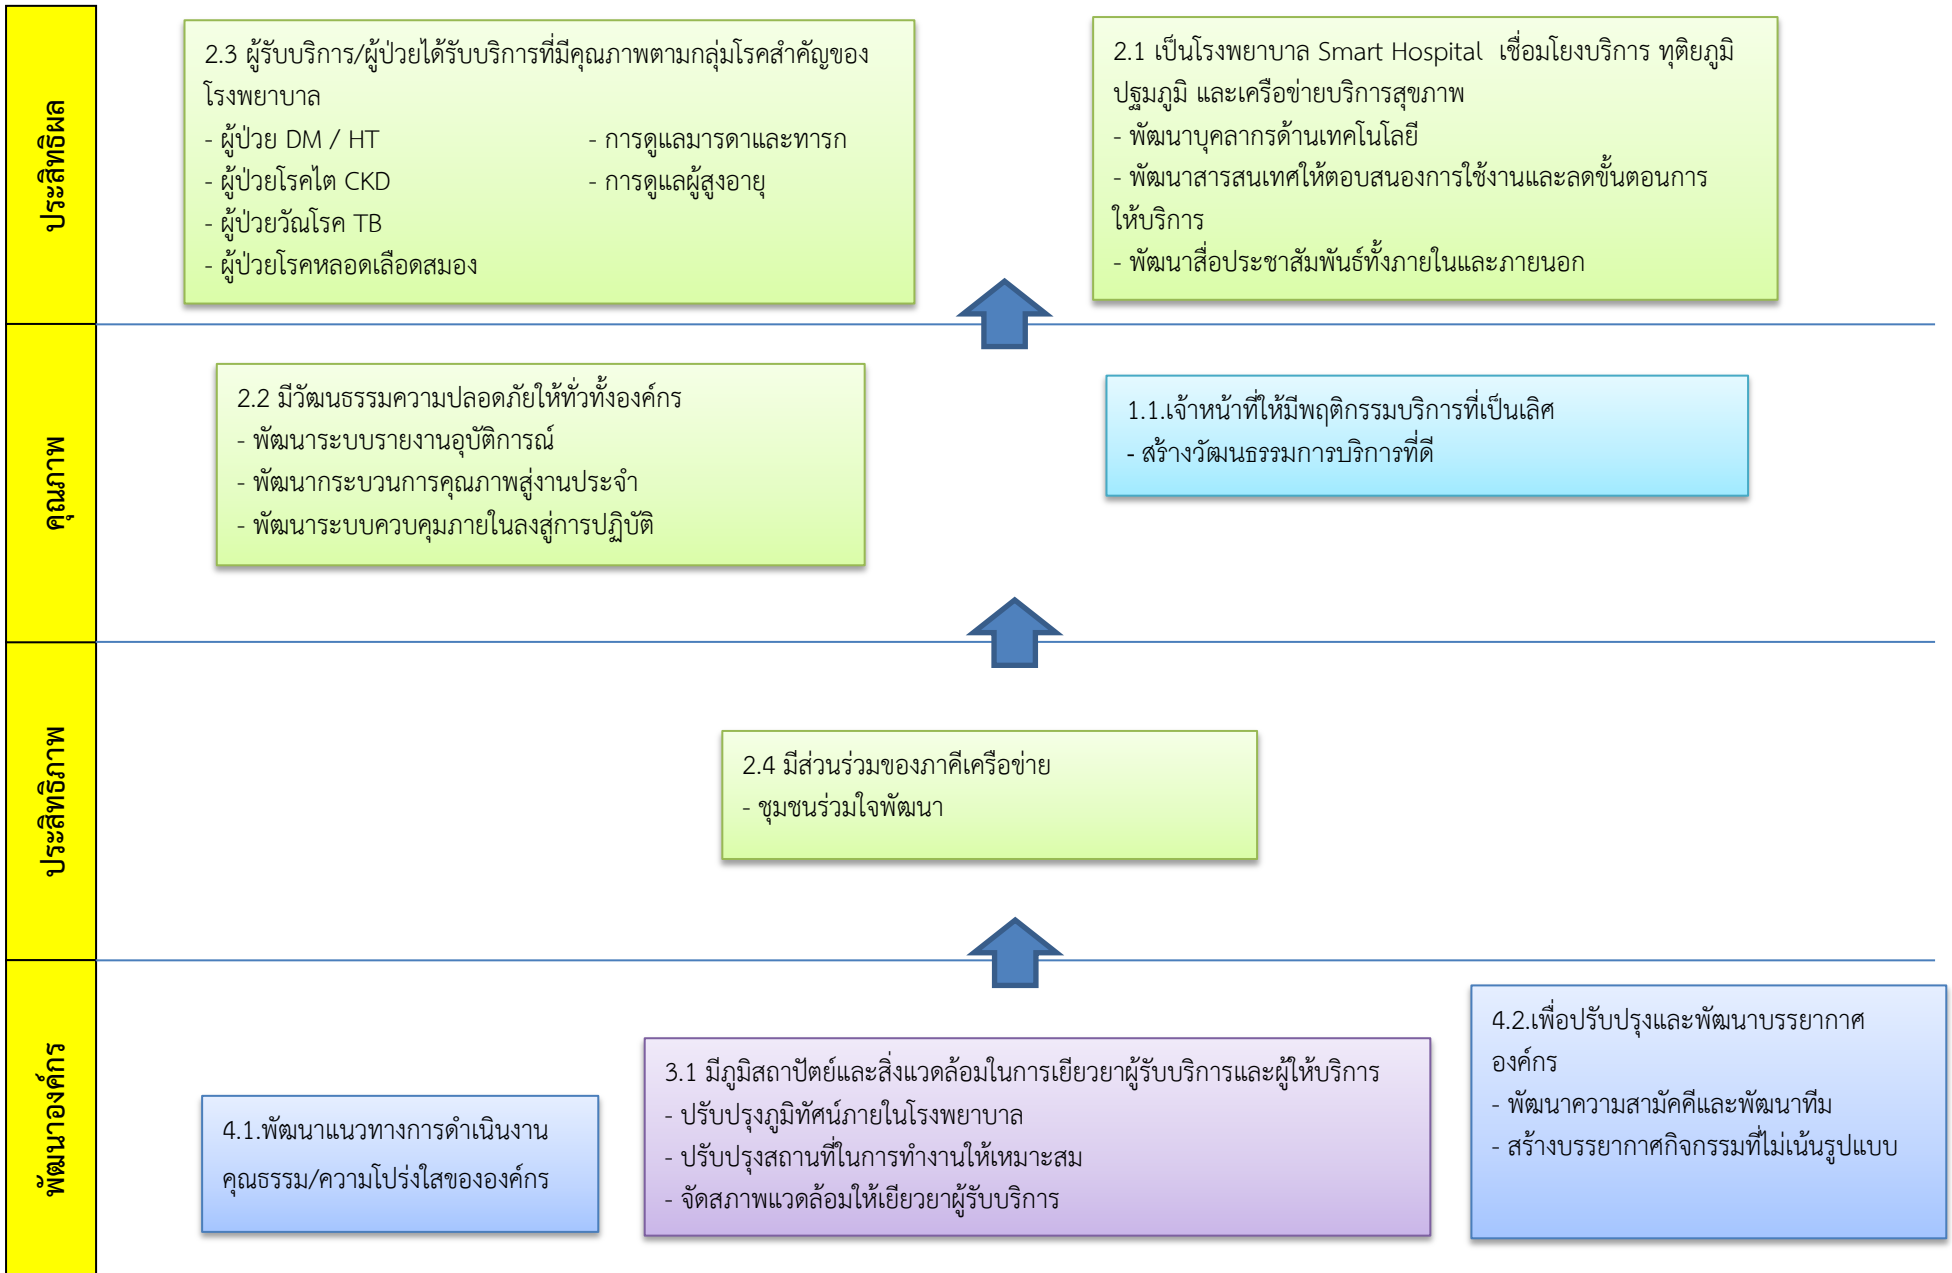 ประสิทธิผล
2.3 ผู้รับบริการ/ผู้ป่วยได้รับบริการที่มีคุณภาพตามกลุ่มโรคสำคัญของ
โรงพยาบาล
- ผู้ป่วย DM / HT - การดูแลมารดาและทารก
- ผู้ป่วยโรคไต CKD - การดูแลผู้สูงอายุ
- ผู้ป่วยวัณโรค TB
- ผู้ป่วยโรคหลอดเลือดสมอง
2.1 เป็นโรงพยาบาล Smart Hospital เชื่อมโยงบริการ ทุติยภูมิ
ปฐมภูมิ และเครือข่ายบริการสุขภาพ
- พัฒนาบุคลากรด้านเทคโนโลยี
- พัฒนาสารสนเทศให้ตอบสนองการใช้งานและลดขั้นตอนการ
ให้บริการ
- พัฒนาสื่อประชาสัมพันธ์ทั้งภายในและภายนอก
คุณภาพ
2.2 มีวัฒนธรรมความปลอดภัยให้ทั่วทั้งองค์กร
- พัฒนาระบบรายงานอุบัติการณ์
- พัฒนากระบวนการคุณภาพสู่งานประจำ
- พัฒนาระบบควบคุมภายในลงสู่การปฏิบัติ
1.1.เจ้าหน้าที่ให้มีพฤติกรรมบริการที่เป็นเลิศ
- สร้างวัฒนธรรมการบริการที่ดี
ประสิทธิภาพ
2.4 มีส่วนร่วมของภาคีเครือข่าย
- ชุมชนร่วมใจพัฒนา
พัฒนาองค์กร
4.1.พัฒนาแนวทางการดำเนินงาน
คุณธรรม/ความโปร่งใสขององค์กร
3.1 มีภูมิสถาปัตย์และสิ่งแวดล้อมในการเยียวยาผู้รับบริการและผู้ให้บริการ
- ปรับปรุงภูมิทัศน์ภายในโรงพยาบาล
- ปรับปรุงสถานที่ในการทำงานให้เหมาะสม
- จัดสภาพแวดล้อมให้เยียวยาผู้รับบริการ
4.2.เพื่อปรับปรุงและพัฒนาบรรยากาศ
องค์กร
- พัฒนาความสามัคคีและพัฒนาทีม
- สร้างบรรยากาศกิจกรรมที่ไม่เน้นรูปแบบ